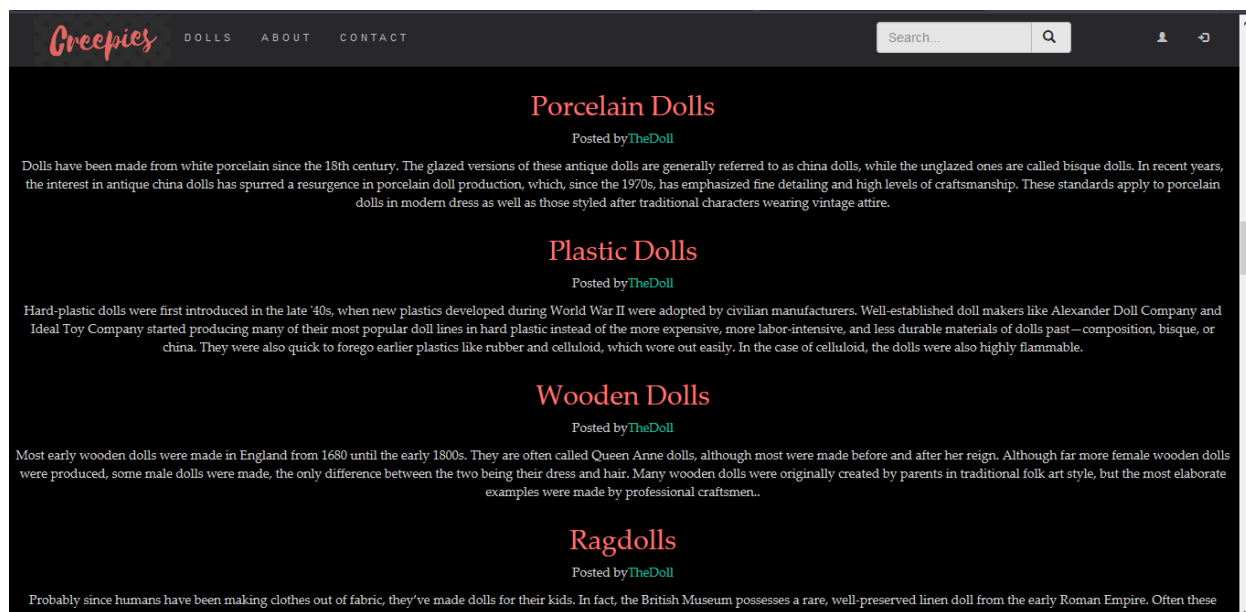 Creepies DOLLS ABOUT CONTACT Search...
Porcelain Dolls
Posted byTheDoll
Dolls have been made from white porcelain since the 18th century. The glazed versions of these antique dolls are generally referred to as china dolls, while the unglazed ones are called bisque dolls. In recent years,
the interest in antique china dolls has spurred a resurgence in porcelain doll production, which, since the 1970s, has emphasized fine detailing and high levels of craftsmanship. These standards apply to porcelain
dolls in modern dress as well as those styled after traditional characters wearing vintage attire.
Plastic Dolls
Posted byTheDoll
Hard-plastic dolls were first introduced in the late '40s, when new plastics developed during World War II were adopted by civilian manufacturers. Well-established doll makers like Alexander Doll Company and
Ideal Toy Company started producing many of their most popular doll lines in hard plastic instead of the more expensive, more labor-intensive, and less durable materials of dolls past—composition, bisque, or
china. They were also quick to forego earlier plastics like rubber and celluloid, which wore out easily. In the case of celluloid, the dolls were also highly flammable.
Wooden Dolls
Posted byTheDoll
Most early wooden dolls were made in England from 1680 until the early 1800s. They are often called Queen Anne dolls, although most were made before and after her reign. Although far more female wooden dolls
were produced, some male dolls were made, the only difference between the two being their dress and hair. Many wooden dolls were originally created by parents in traditional folk art style, but the most elaborate
examples were made by professional craftsmen..
Ragdolls
Posted byTheDoll
Probably since humans have been making clothes out of fabric, they've made dolls for their kids. In fact, the British Museum possesses a rare, well-preserved linen doll from the early Roman Empire. Often these